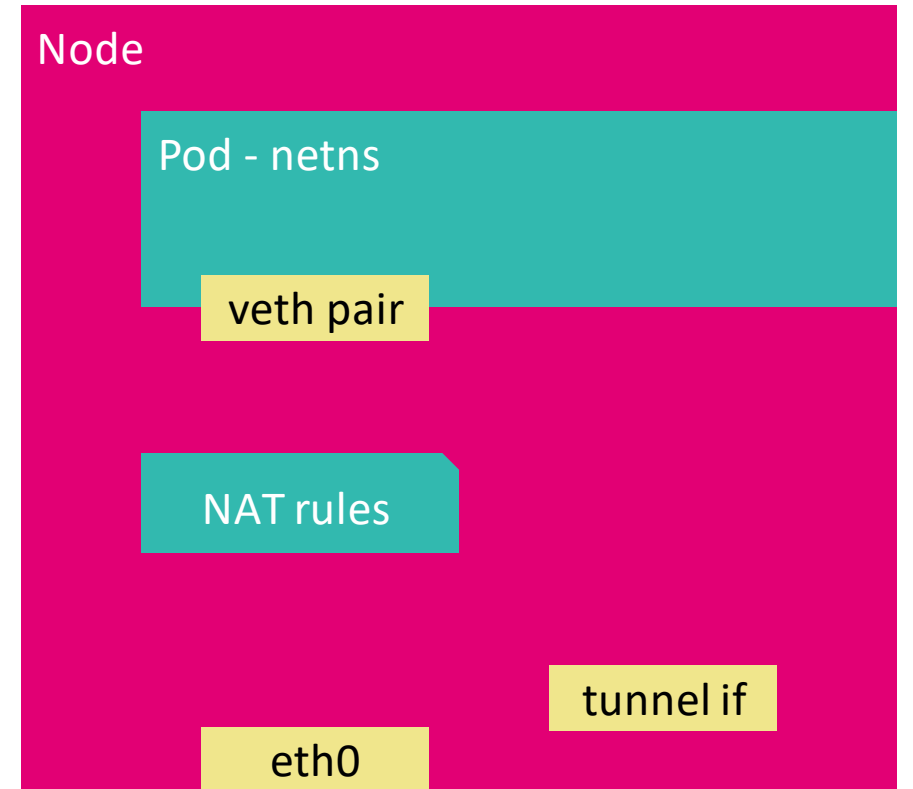 Node
Pod - netns
veth pair
NAT rules
tunnel if
eth0